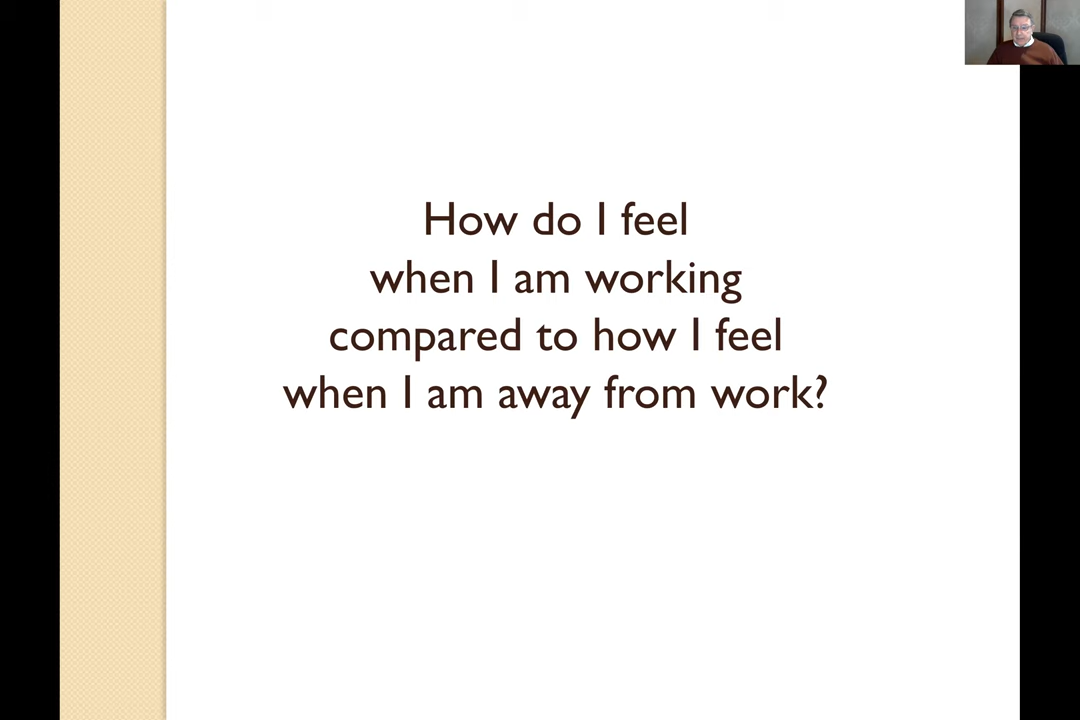 How do I feel
when I am working
compared to how I feel
when I am away from work?